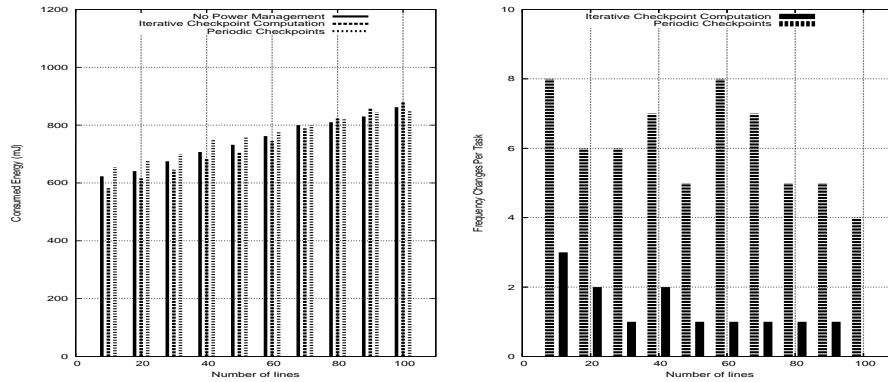 1200
1000
800
600
400
200
0
Consumed Energy (mJ)
No Power Management
Iterative Checkpoint Computation
Periodic Checkpoints
0
20
40
60
80
100
Number of lines
10
8
6
4
2
0
Frequency Changes Per Task
Iterative Checkpoint Computation
Periodic Checkpoints
0
20
40
60
80
100
Number of lines